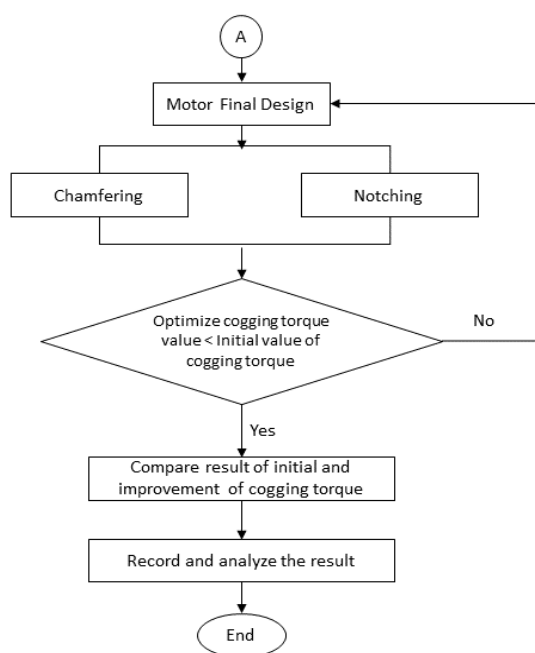 A
Motor Final Design
Chamfering
Notching
Optimize cogging torque
value < Initial value of
cogging torque
No
Yes
Compare result of initial and
improvement of cogging torque
Record and analyze the result
End